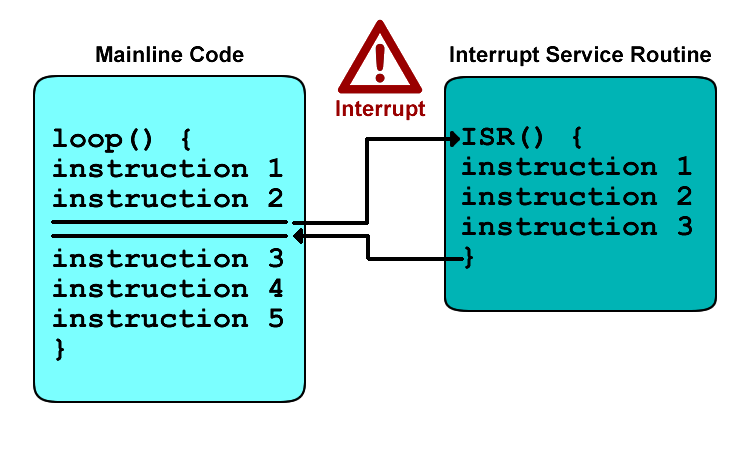 Mainline Code
loop() {
instruction 1
instruction 2
instruction 3
instruction 4
instruction 5
}
Interrupt
Interrupt Service Routine
ISR() {
instruction 1
instruction 2
instruction 3
}